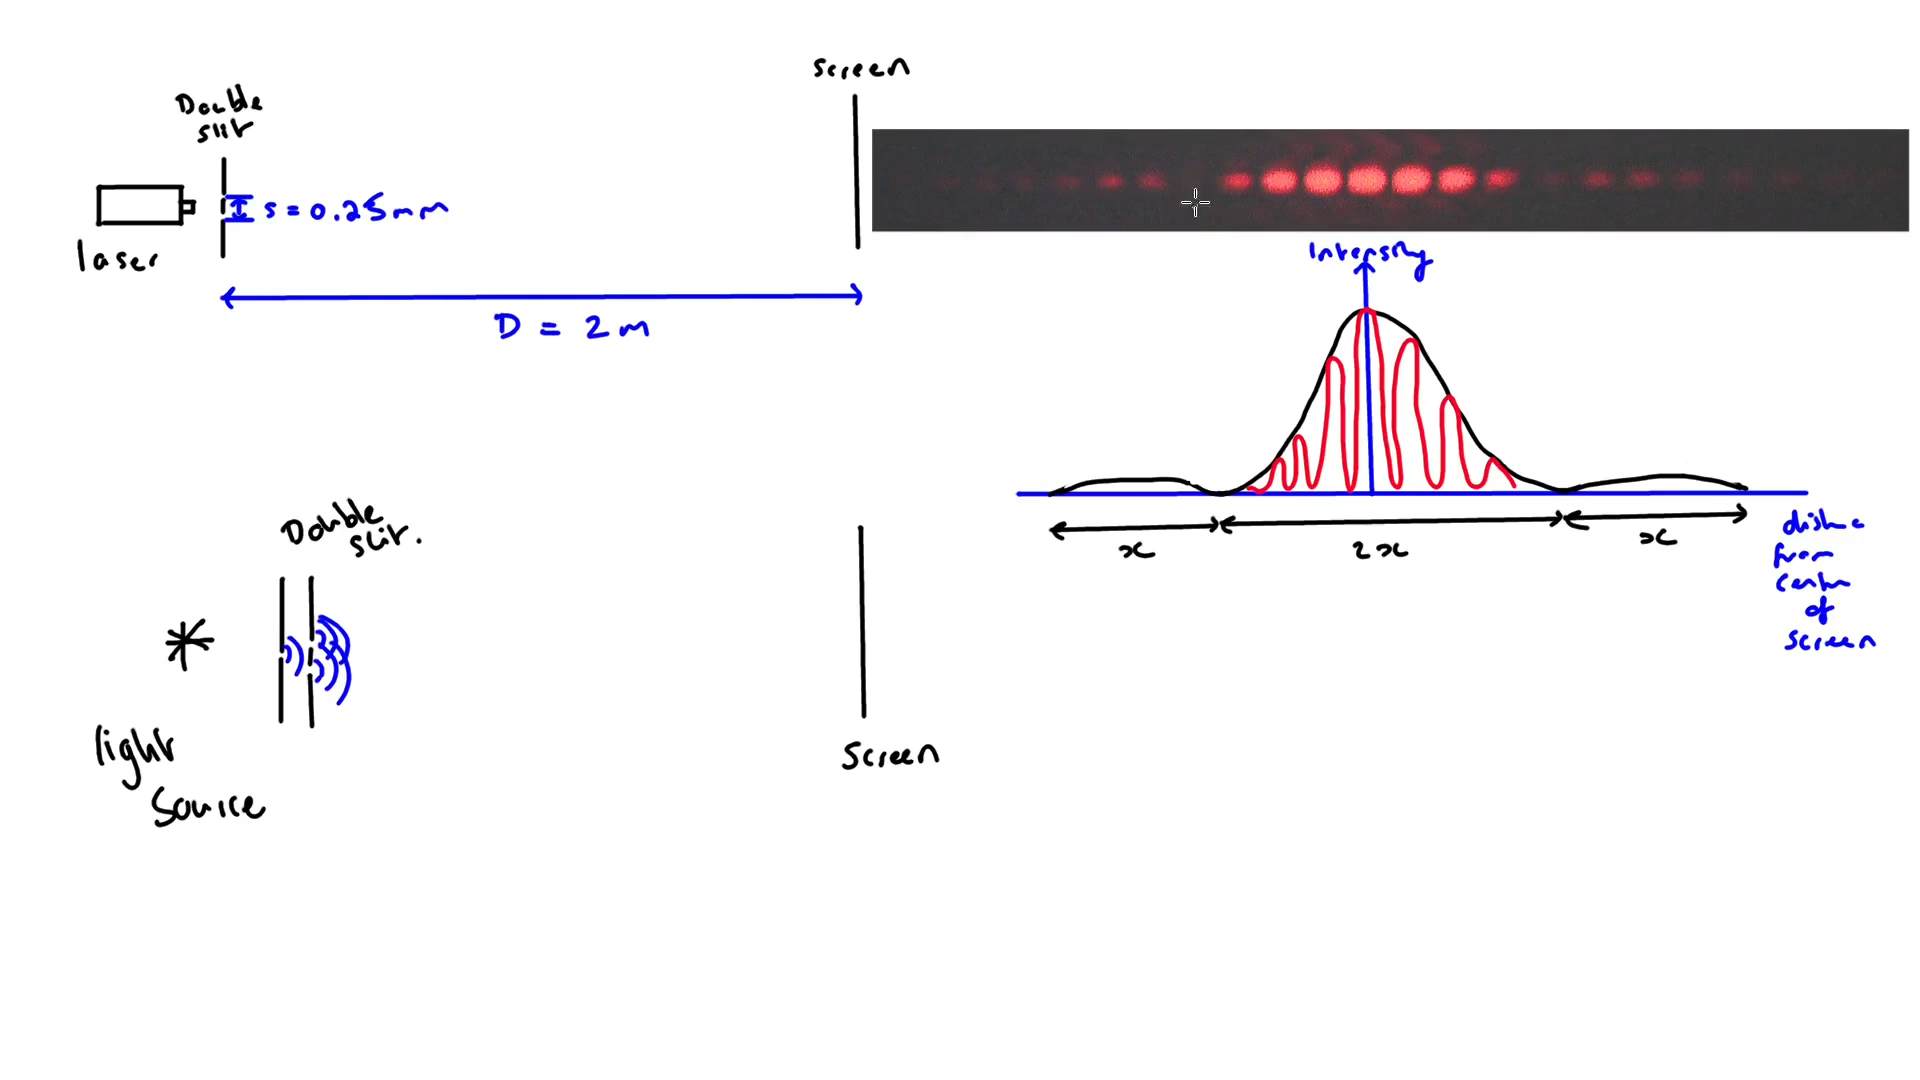 screen
Double
slit
s = 0.25mm
laser
D = 2m
Intensity
x
2x
x
distance
from
centre
of
screen
Double
slit.
light
source
Screen